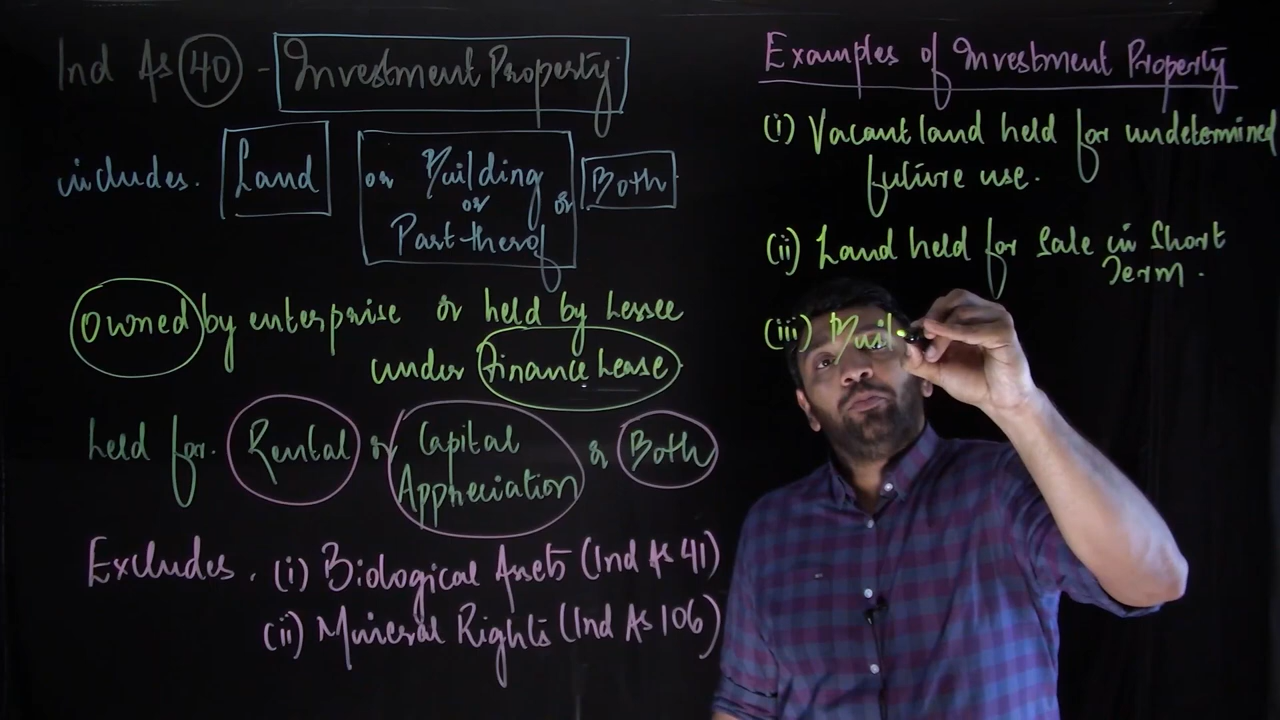 Ind As 40 - Investment Property
includes. Land or Building or Both
or
Part-therof
Owned by enterprise or held by Lessee
under Finance Lease.
held for. Rental or Capital Appreciation or Both
Excludes. (i) Biological Assets (Ind As 41)
(ii) Mineral Rights (Ind As 106)
Examples of Investment Property
(i) Vacant land held for undetermined
future use.
(ii) Land held for Sale in Short
Term.
(iii) Buil